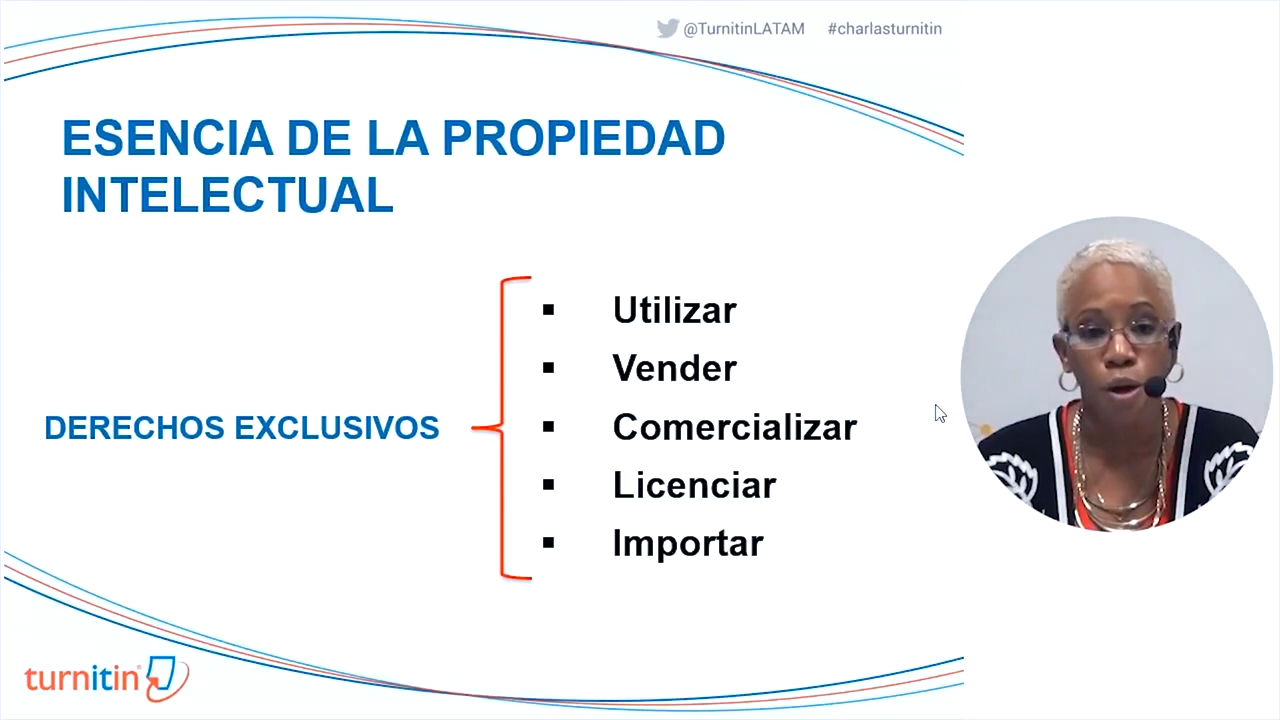 @TurnitinLATAM #charlasturnitin
ESENCIA DE LA PROPIEDAD
INTELECTUAL
DERECHOS EXCLUSIVOS
▪ Utilizar
▪ Vender
▪ Comercializar
▪ Licenciar
▪ Importar
turnitin